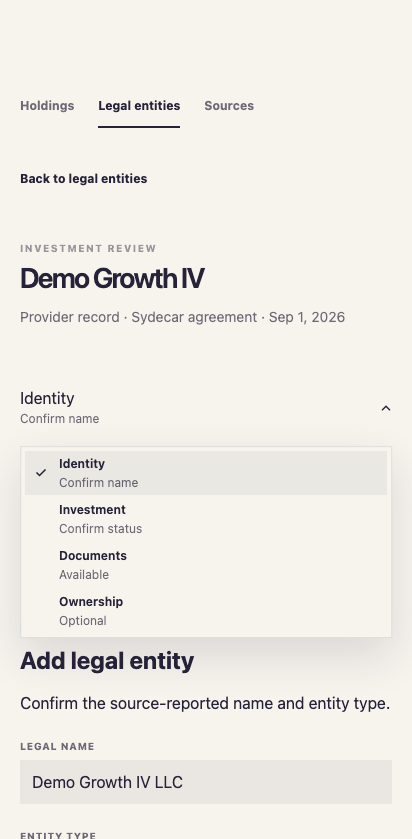 Holdings Legal entities Sources
Back to legal entities
INVESTMENT REVIEW
Demo Growth IV
Provider record · Sydecar agreement · Sep 1, 2026
Identity
Confirm name
Identity
Confirm name
Investment
Confirm status
Documents
Available
Ownership
Optional
Add legal entity
Confirm the source-reported name and entity type.
LEGAL NAME
Demo Growth IV LLC
ENTITY TYPE